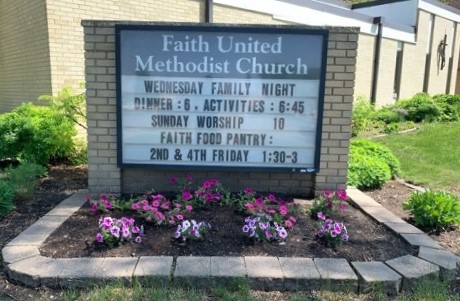 Faith United
Methodist Church
WEDNESDAY FAMILY NIGHT
DINNER : 6 , ACTIVITIES : 6:45
SUNDAY WORSHIP 10
FAITH FOOD PANTRY :
2ND & 4TH FRIDAY 1:30-3